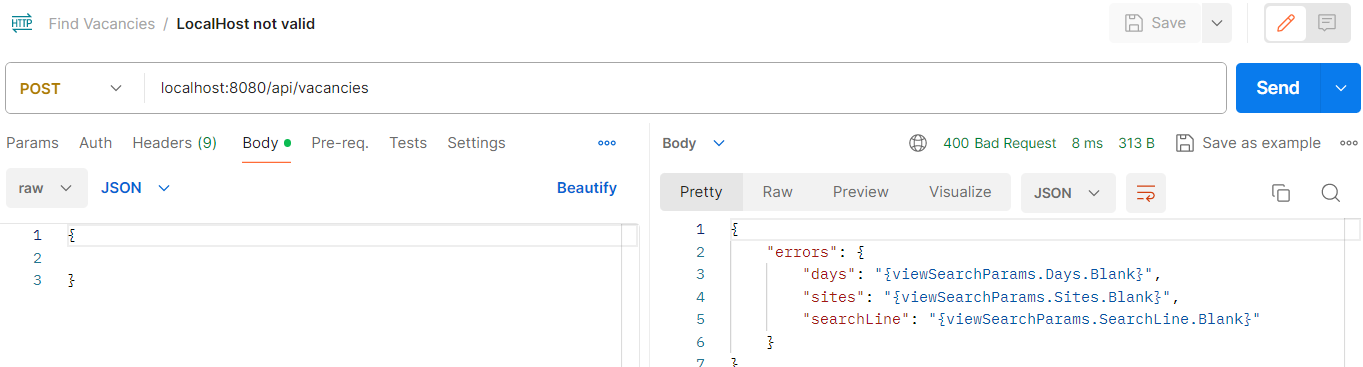 HTTP Find Vacancies / LocalHost not valid Save
POST localhost:8080/api/vacancies Send
Params Auth Headers (9) Body Pre-req. Tests Settings
raw JSON Beautify
1 {
2
3 }
Body 400 Bad Request 8 ms 313 B Save as example
Pretty Raw Preview Visualize JSON
1 {
2 "errors": {
3 "days": "{viewSearchParams.Days.Blank}",
4 "sites": "{viewSearchParams.Sites.Blank}",
5 "searchLine": "{viewSearchParams.SearchLine.Blank}"
6 }
7 }